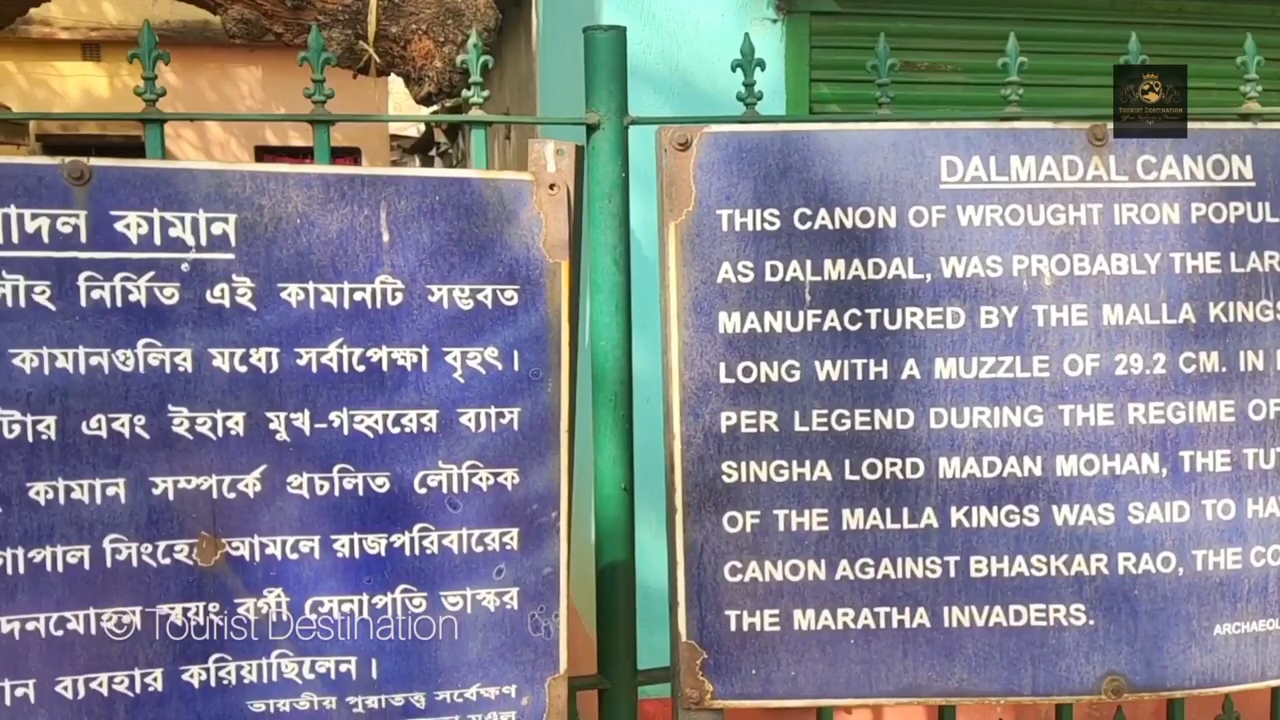 কামান
নির্মিত এই কামানটি সম্ভবত
কামানগুলির মধ্যে সর্বাপেক্ষা বৃহৎ।
এবং ইহার মুখ-গহ্বরের ব্যাস
কামান সম্পর্কে প্রচলিত লৌকিক
আমলে রাজপরিবারের
স্বয়ং বর্গী সেনাপতি ভাস্কর
ব্যবহার করিয়াছিলেন।
ভারতীয় পুরাতত্ত্ব সর্বেক্ষণ
© Tourist Destination
DALMADAL CANON
THIS CANON OF WROUGHT IRON POPUL
AS DALMADAL, WAS PROBABLY THE LAR
MANUFACTURED BY THE MALLA KINGS
LONG WITH A MUZZLE OF 29.2 CM. IN
PER LEGEND DURING THE REGIME OF
SINGHA LORD MADAN MOHAN, THE TUT
OF THE MALLA KINGS WAS SAID TO HA
CANON AGAINST BHASKAR RAO, THE CO
THE MARATHA INVADERS.
ARCHAEOL
TOURIST DESTINATION